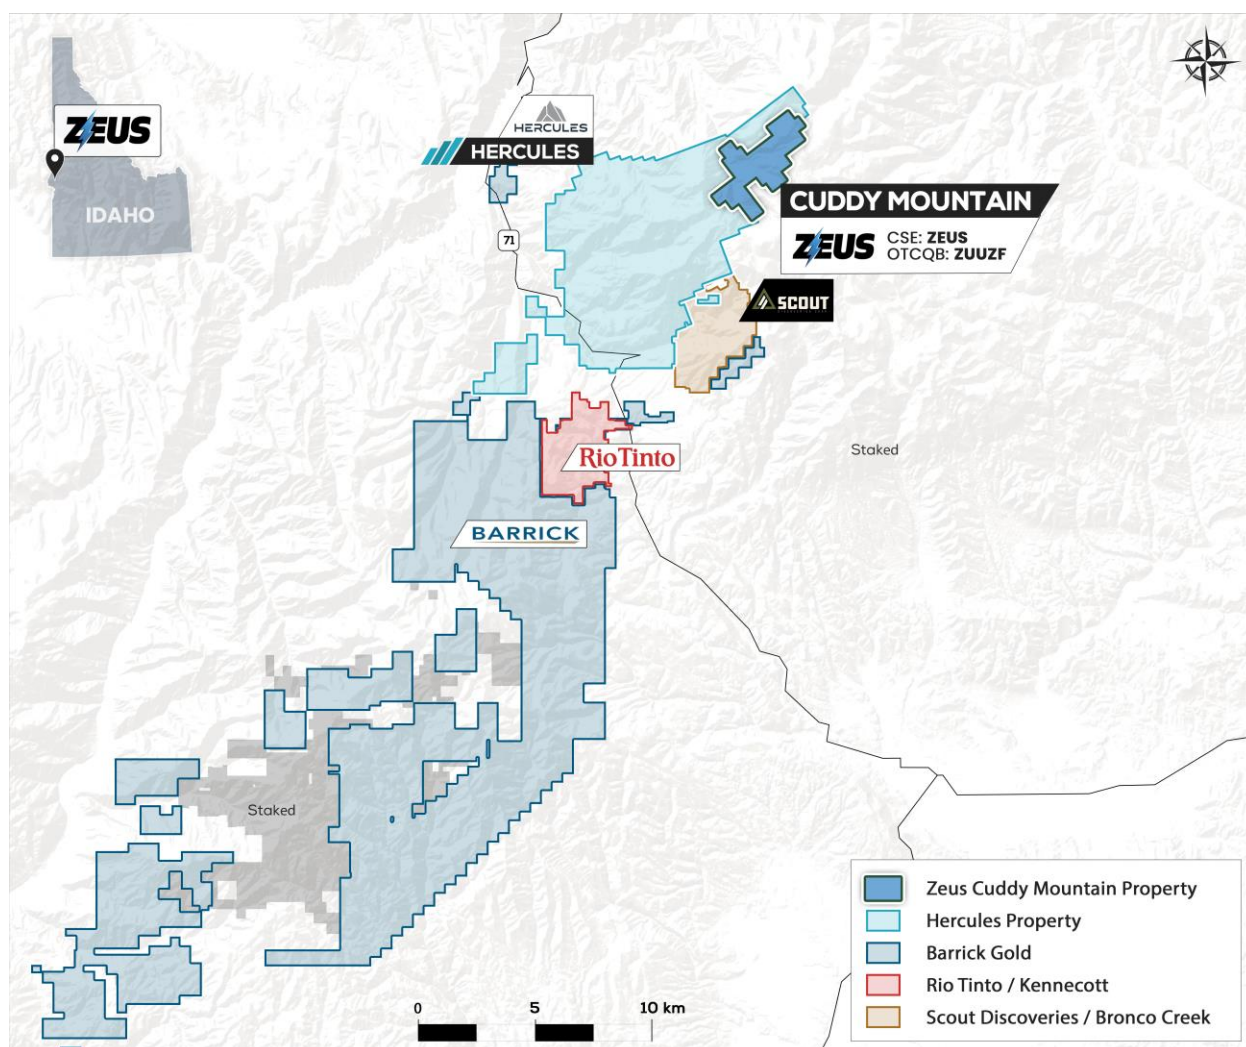 ZEUS
IDAHO
HERCULES
HERCULES
71
CUDDY MOUNTAIN
ZEUS
CSE: ZEUS
OTCQB: ZUUZF
SCOUT
RioTinto
Staked
BARRICK
Staked
Zeus Cuddy Mountain Property
Hercules Property
Barrick Gold
Rio Tinto / Kennecott
Scout Discoveries / Bronco Creek
0 5 10 km